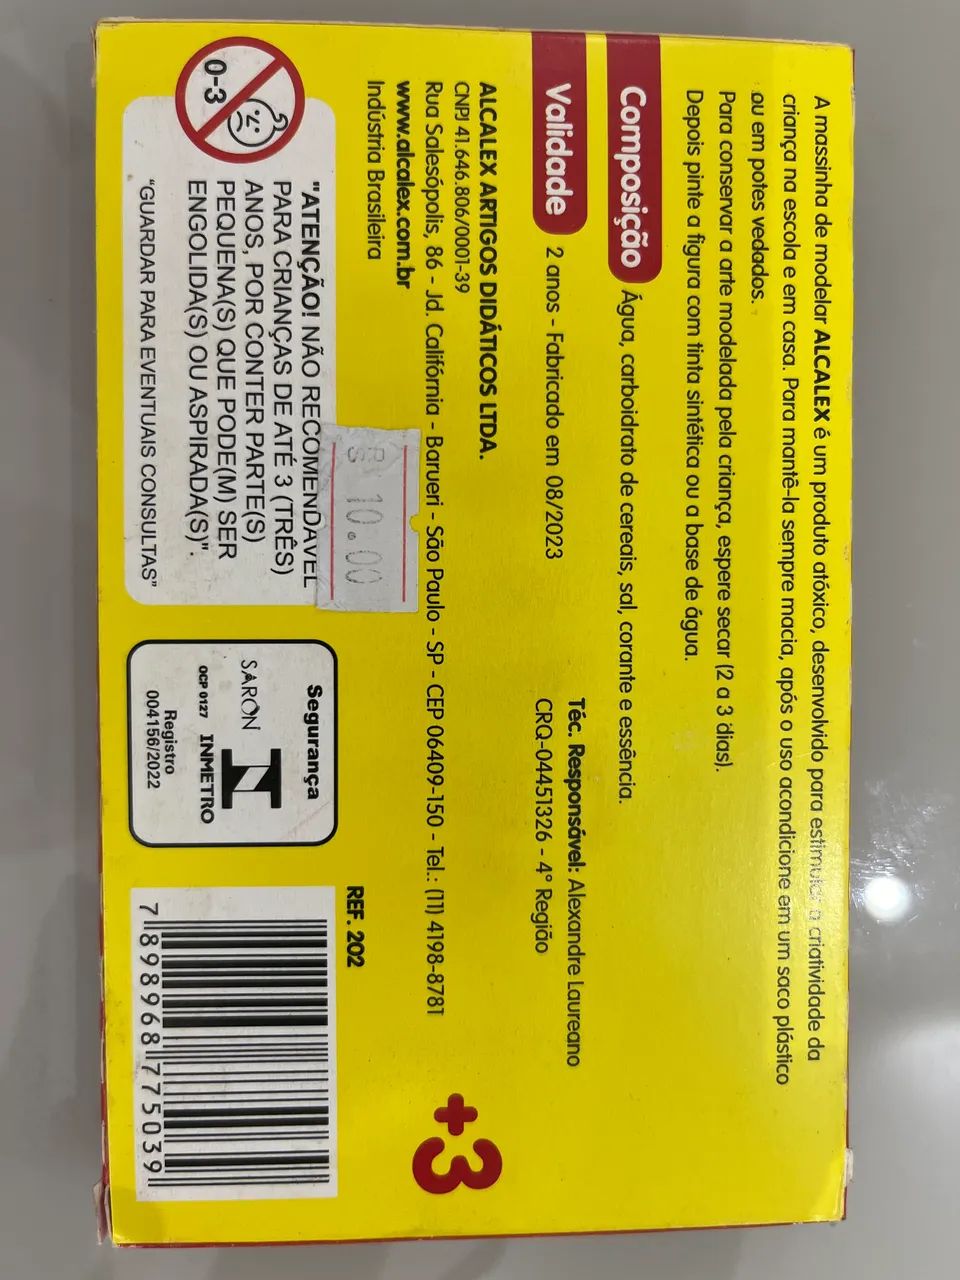 A massinha de modelar ALCALEX é um produto atóxico, desenvolvido para estimular a criatividade da
criança na escola e em casa. Para mantê-la sempre macia, após o uso acondicione em um saco plástico
ou em potes vedados.
Para conservar a arte modelada pela criança, espere secar (2 a 3 dias).
Depois pinte a figura com tinta sintética ou a base de água.
Composição Água, carboidrato de cereais, sal, corante e essência.
Validade 2 anos - Fabricado em 08/2023
Téc. Responsável: Alexandre Laureano
CRQ-04451326 - 4° Região
ALCALEX ARTIGOS DIDÁTICOS LTDA.
CNPJ 41.646.806/0001-39
Rua Salesópolis, 86 - Jd. Califórnia - Barueri - São Paulo - SP - CEP 06409-150 - Tel.: (11) 4198-8781
www.alcalex.com.br
Indústria Brasileira
+3
10.00
REF. 202
0-3
"ATENÇÃO! NÃO RECOMENDÁVEL
PARA CRIANÇAS DE ATÉ 3 (TRÊS)
ANOS, POR CONTER PARTE(S)
PEQUENA(S) QUE PODE(M) SER
ENGOLIDA(S) OU ASPIRADA(S)".
"GUARDAR PARA EVENTUAIS CONSULTAS"
Segurança
SARON
OCP 0127 INMETRO
Registro
004156/2022
7 898968 775039